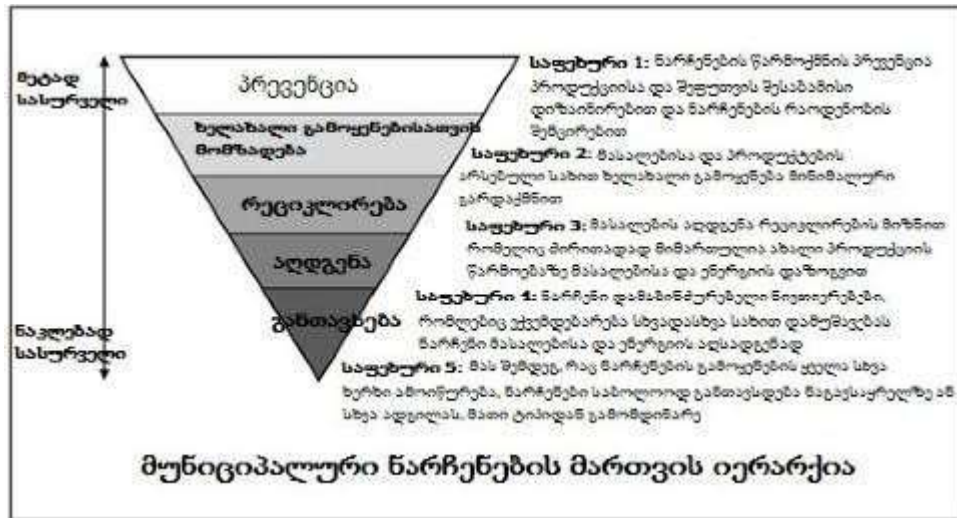 მეტად
სასურველი
პრევენცია
ხელახალი გამოყენებისათვის
მომზადება
რეციკლირება
აღდგენა
განთავსება
ნაკლებად
სასურველი
საფეხური 1: ნარჩენების წარმოქმნის პრევენცია
პროდუქციისა და შეფუთვის შესაბამისი
დიზაინირებით და ნარჩენების რაოდენობის
შემცირებით
საფეხური 2: მასალებისა და პროდუქტების
არსებული სახით ხელახალი გამოყენება მინიმალური
გარდაქმნით
საფეხური 3: მასალების აღდგენა რეციკლირების მიზნით
რომელიც ძირითადად მიმართულია ახალი პროდუქციის
წარმოებაზე მასალებისა და ენერგიის დაზოგვით
საფეხური 4: ნარჩენი დამაბინძურებელი ნივთიერებები,
რომლებიც ექვემდებარება სხვადასხვა სახით დამუშავებას
ნარჩენი მასალებისა და ენერგიის აღსადგენად
საფეხური 5: მას შემდეგ, რაც ნარჩენების გამოყენების ყველა სხვა
ხერხი ამოიწურება, ნარჩენები საბოლოოდ განთავსდება ნაგავსაყრელზე ან
სხვა ადგილას, მათი ტიპიდან გამომდინარე
მუნიციპალური ნარჩენების მართვის იერარქია